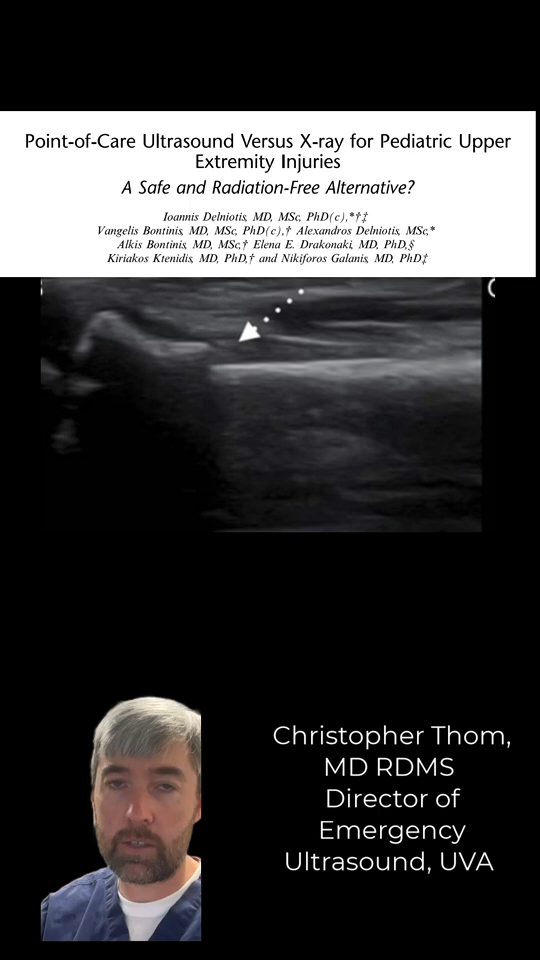 Point-of-Care Ultrasound Versus X-ray for Pediatric Upper
Extremity Injuries
A Safe and Radiation-Free Alternative?
Ioannis Delniotis, MD, MSc, PhD(c),*†‡
Vangelis Bontinis, MD, MSc, PhD(c),† Alexandros Delniotis, MSc,*
Alkis Bontinis, MD, MSc,† Elena E. Drakonaki, MD, PhD,§
Kiriakos Ktenidis, MD, PhD,† and Nikiforos Galanis, MD, PhD‡
Christopher Thom,
MD RDMS
Director of
Emergency
Ultrasound, UVA